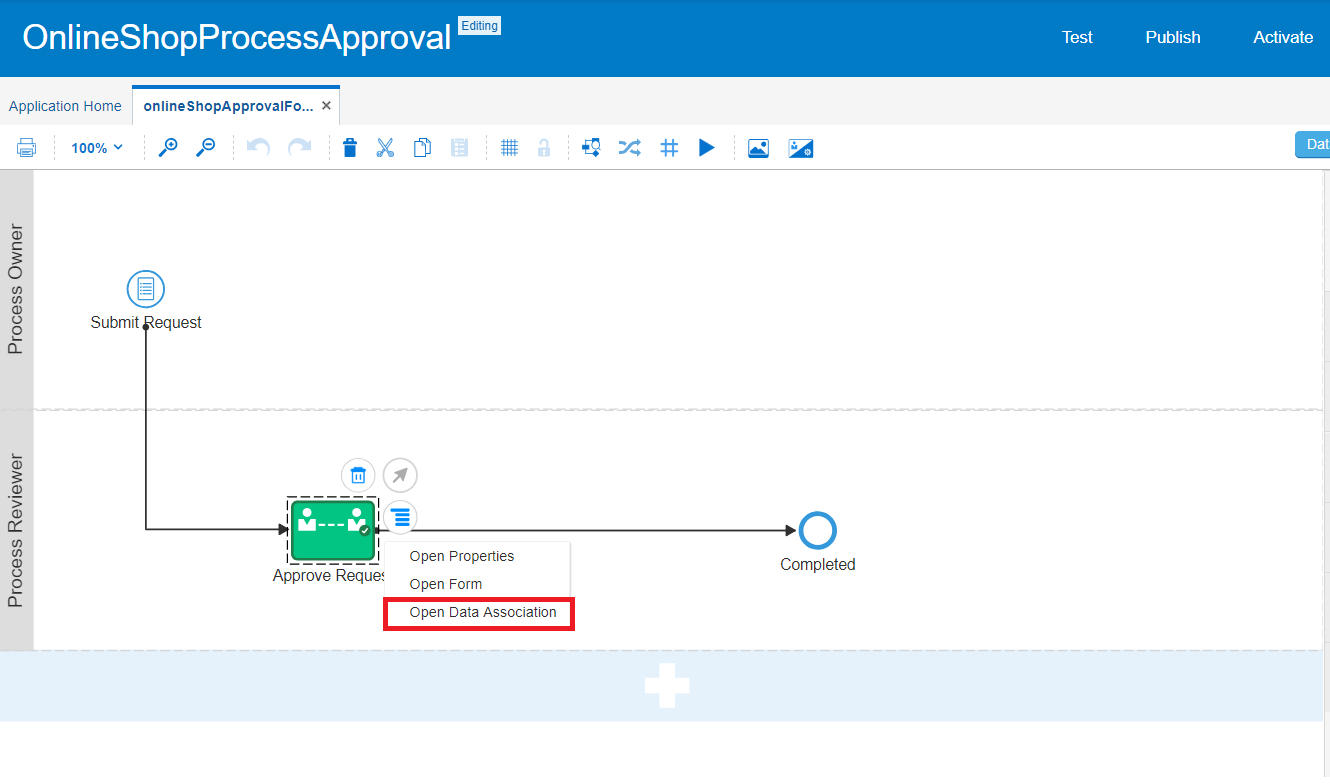 OnlineShopProcessApproval Editing
Test Publish Activate
Application Home onlineShopApprovalFo...
100%
Dat
Process Owner
Submit Request
Process Reviewer
Approve Reques
Open Properties
Open Form
Open Data Association
Completed